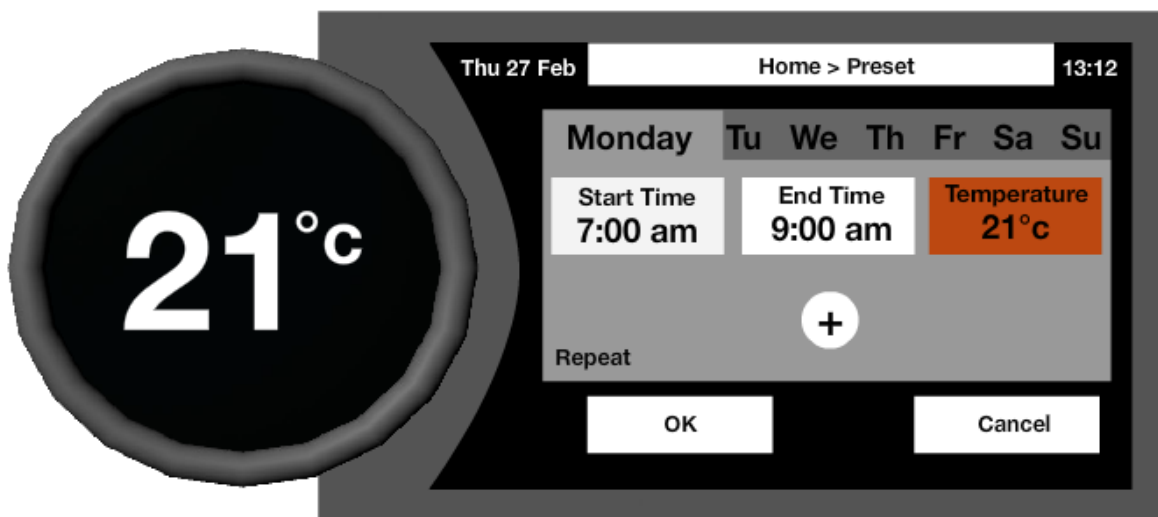 21°c
Thu 27 Feb Home > Preset 13:12
Monday Tu We Th Fr Sa Su
Start Time End Time Temperature
7:00 am 9:00 am 21°c
+
Repeat
OK Cancel